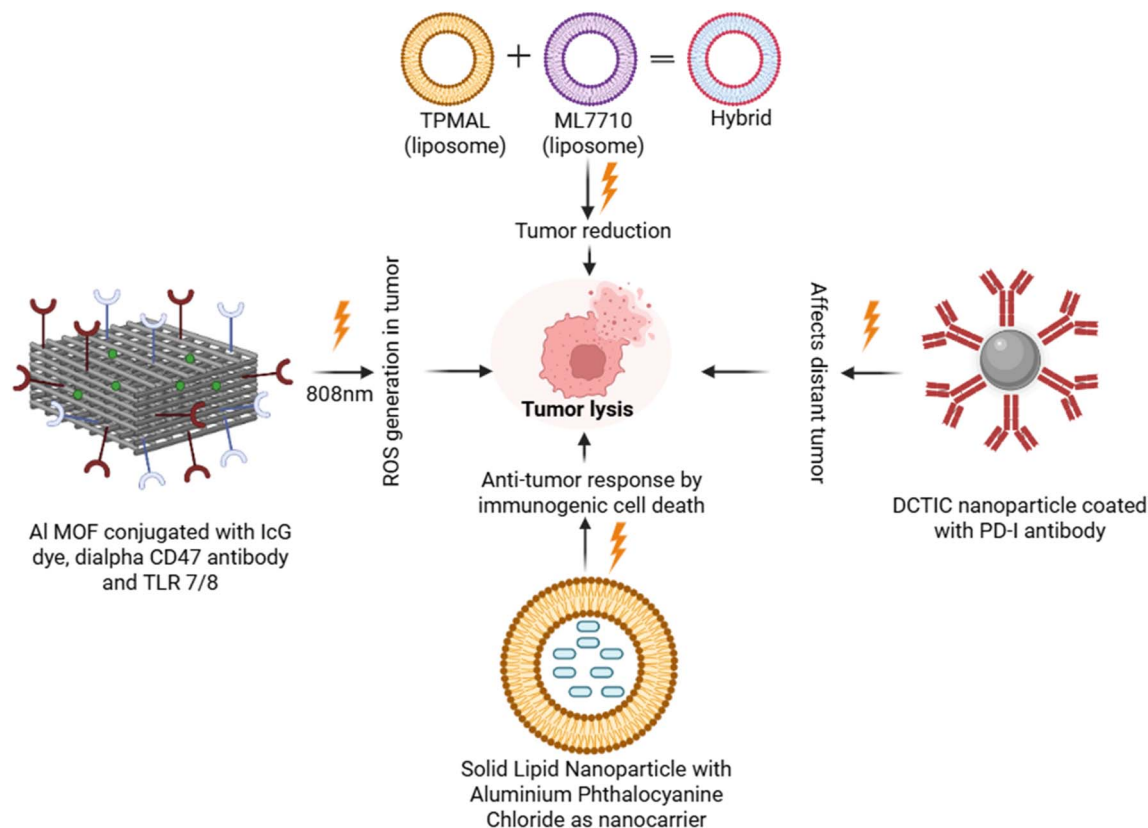 +
=
TPMAL
(liposome)
ML7710
(liposome)
Hybrid
Tumor reduction
808nm
ROS generation in tumor
Tumor lysis
Affects distant tumor
Al MOF conjugated with IcG
dye, dialpha CD47 antibody
and TLR 7/8
Anti-tumor response by
immunogenic cell death
DCTIC nanoparticle coated
with PD-I antibody
Solid Lipid Nanoparticle with
Aluminium Phthalocyanine
Chloride as nanocarrier